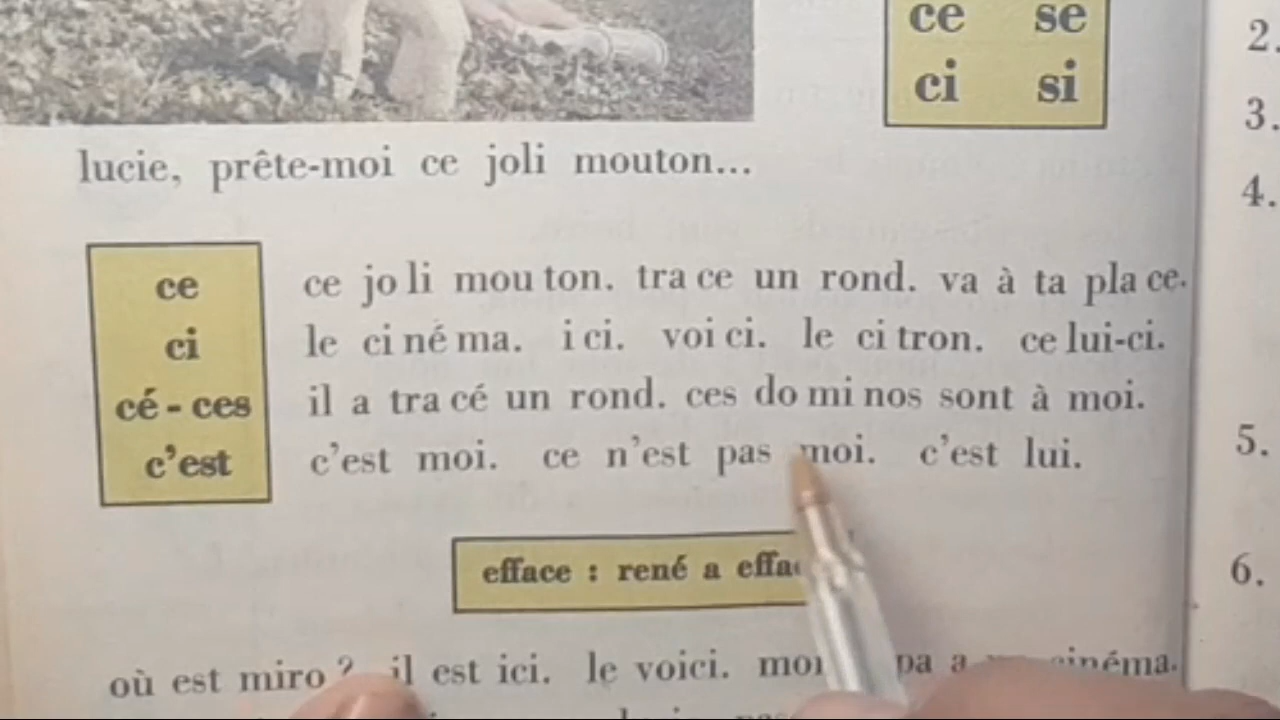 ce se
ci si
2.
3.
4.
lucie, prête-moi ce joli mouton...
ce
ci
cé - ces
c'est
ce jo li mou ton. tra ce un rond. va à ta pla ce.
le ci né ma. i ci. voi ci. le ci tron. ce lui-ci.
il a tra cé un rond. ces do mi nos sont à moi.
c'est moi. ce n'est pas moi. c'est lui.
5.
6.
efface : rené a
où est miro ? il est ici. le voici. a cinéma.